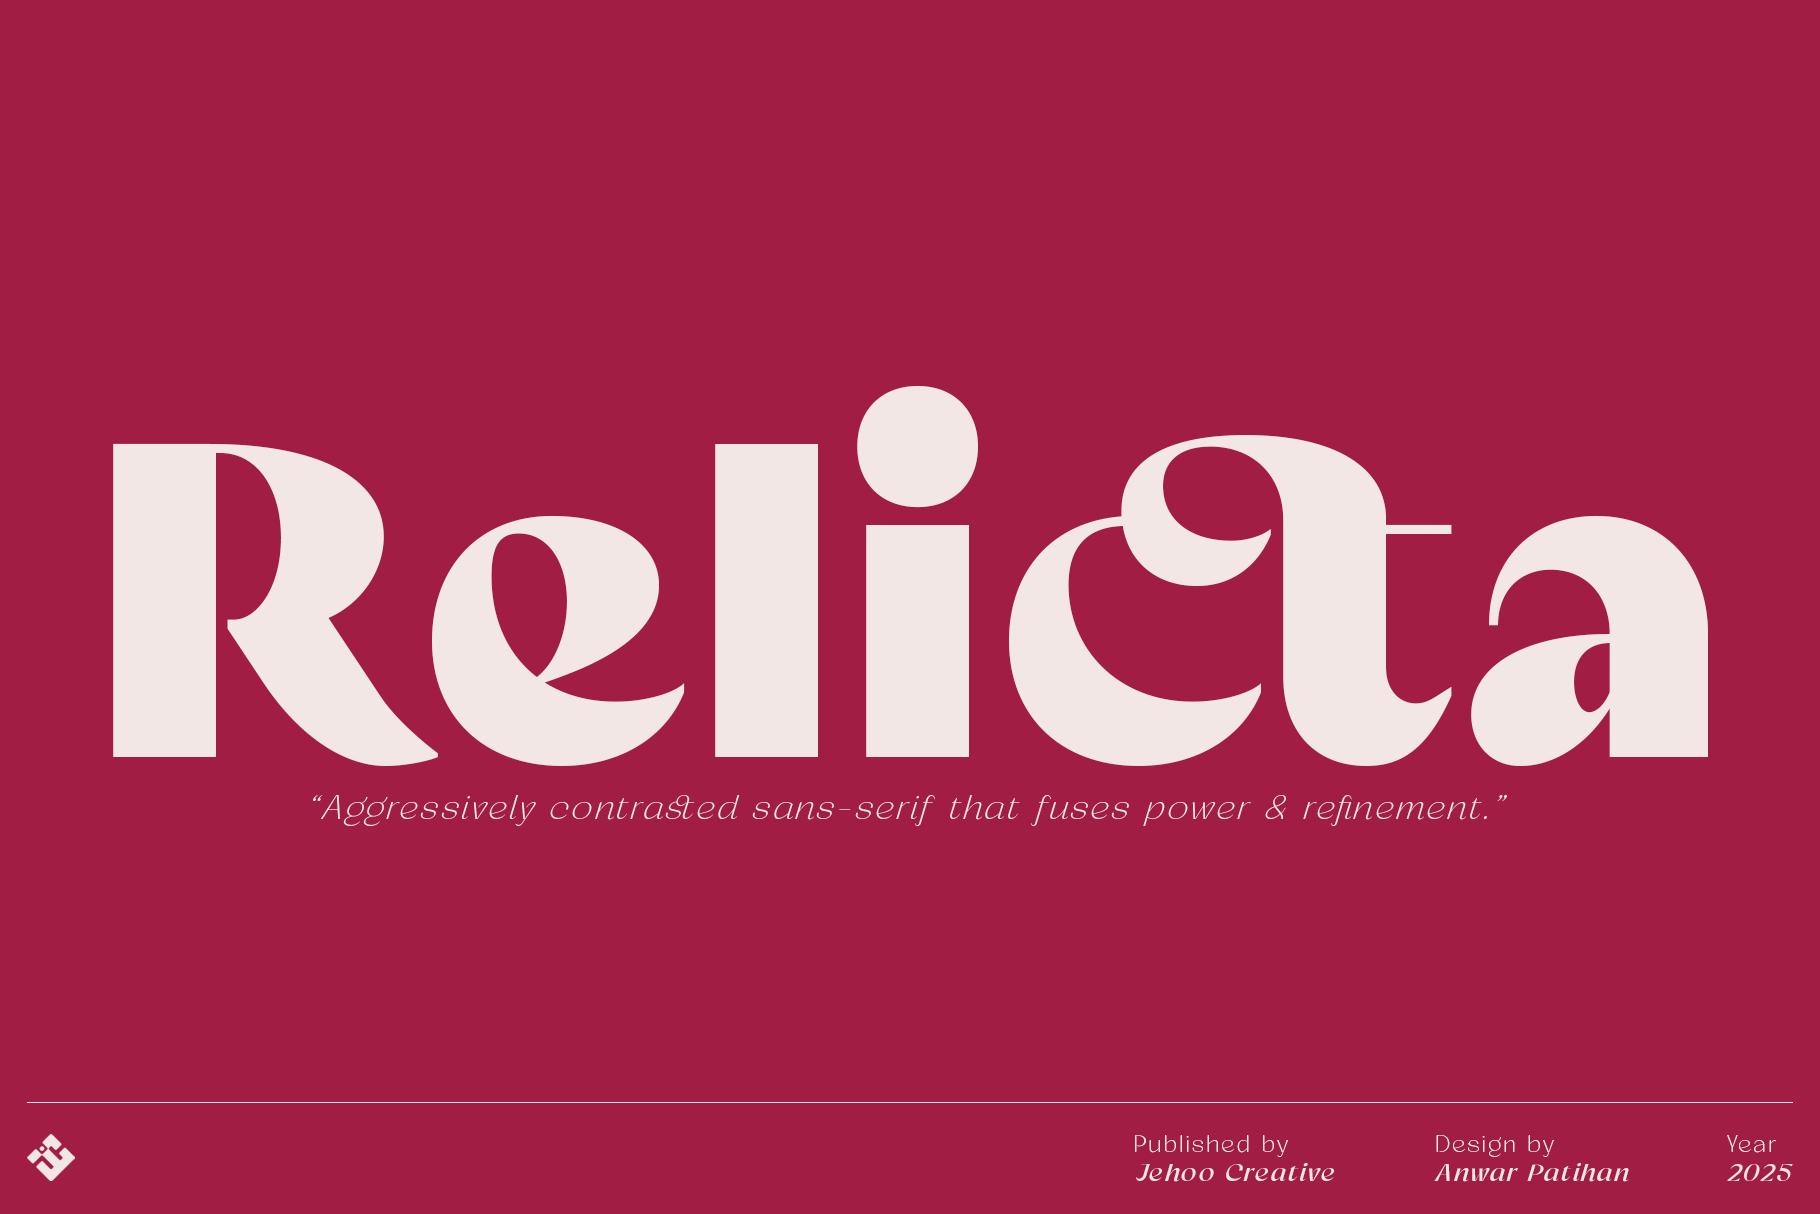 Relicta
“Aggressively contrasted sans-serif that fuses power & refinement.”
Published by
Jehoo Creative
Design by
Anwar Patihan
Year
2025